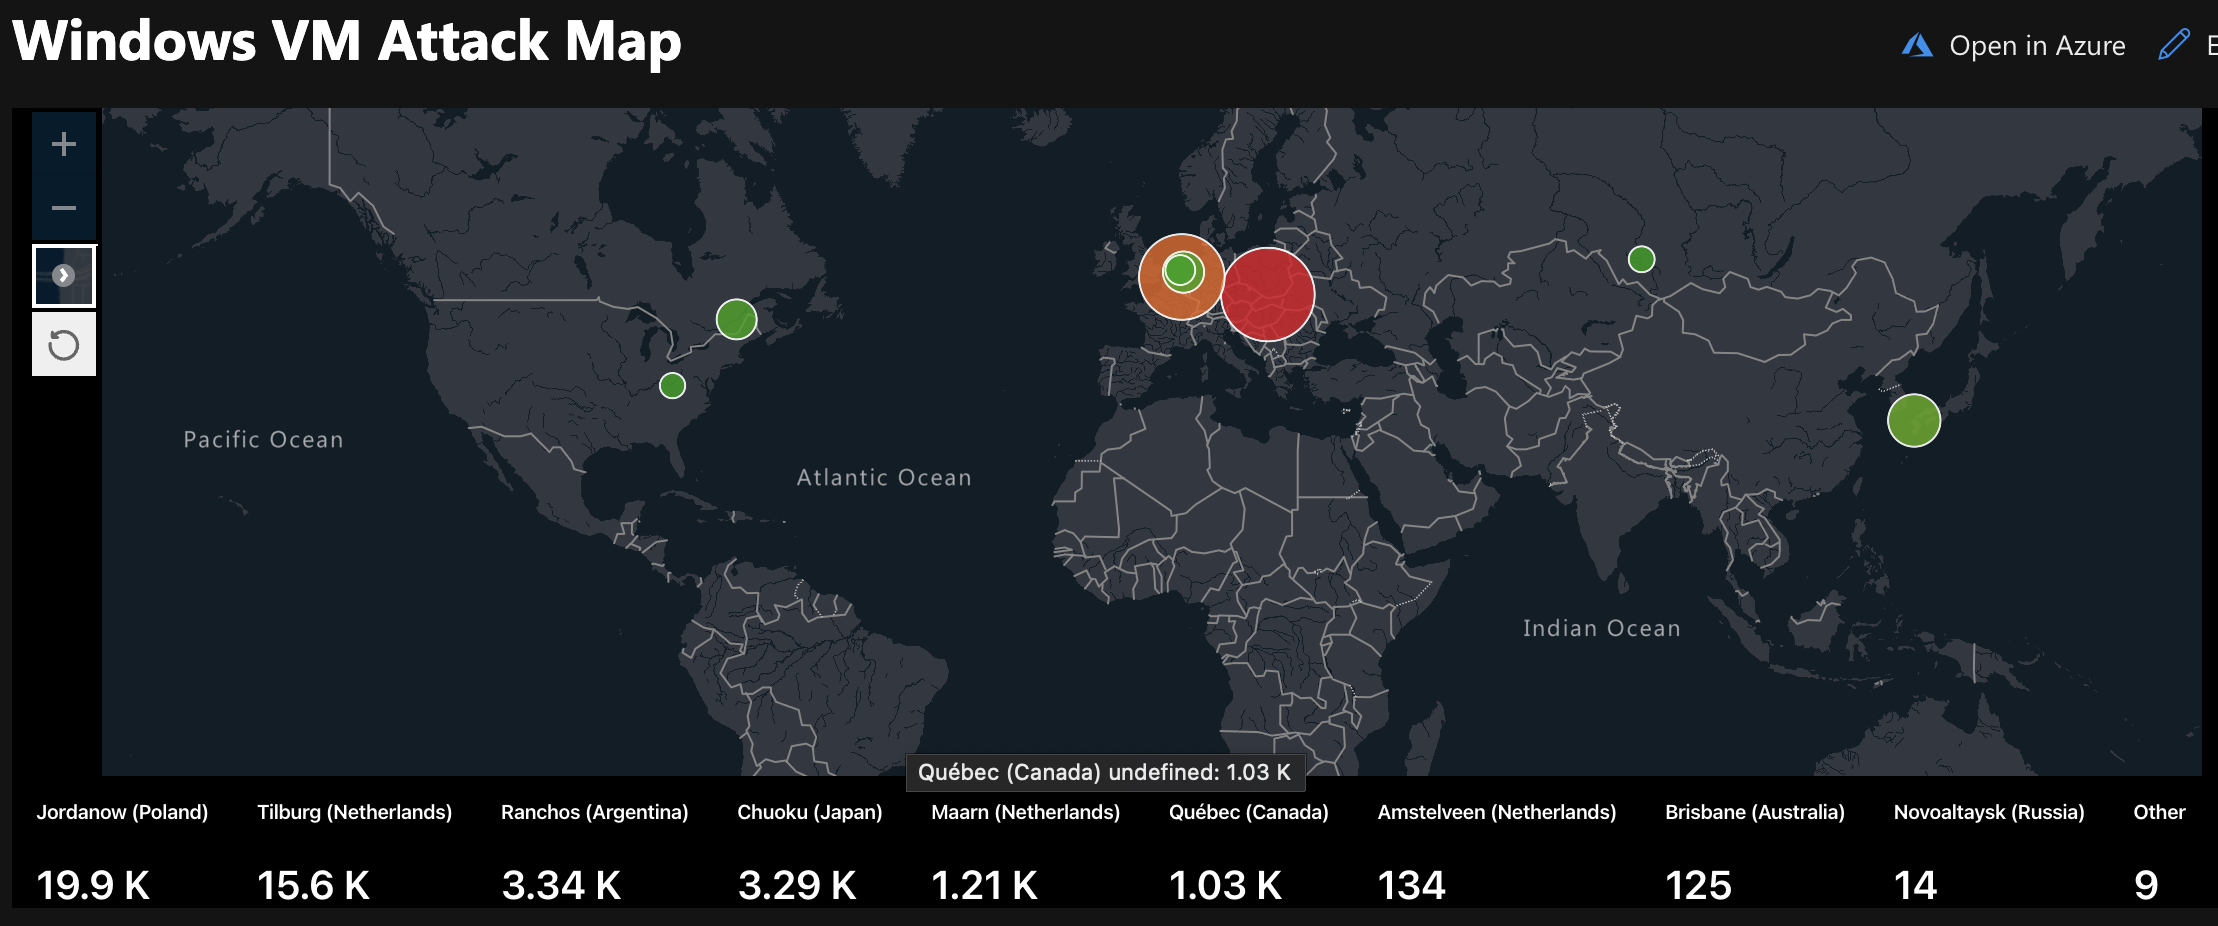 Windows VM Attack Map
Open in Azure
E
Pacific Ocean
Atlantic Ocean
Indian Ocean
Québec (Canada) undefined: 1.03 K
Jordanow (Poland) Tilburg (Netherlands) Ranchos (Argentina) Chuoku (Japan) Maarn (Netherlands) Québec (Canada) Amstelveen (Netherlands) Brisbane (Australia) Novoaltaysk (Russia) Other
19.9 K 15.6 K 3.34 K 3.29 K 1.21 K 1.03 K 134 125 14 9